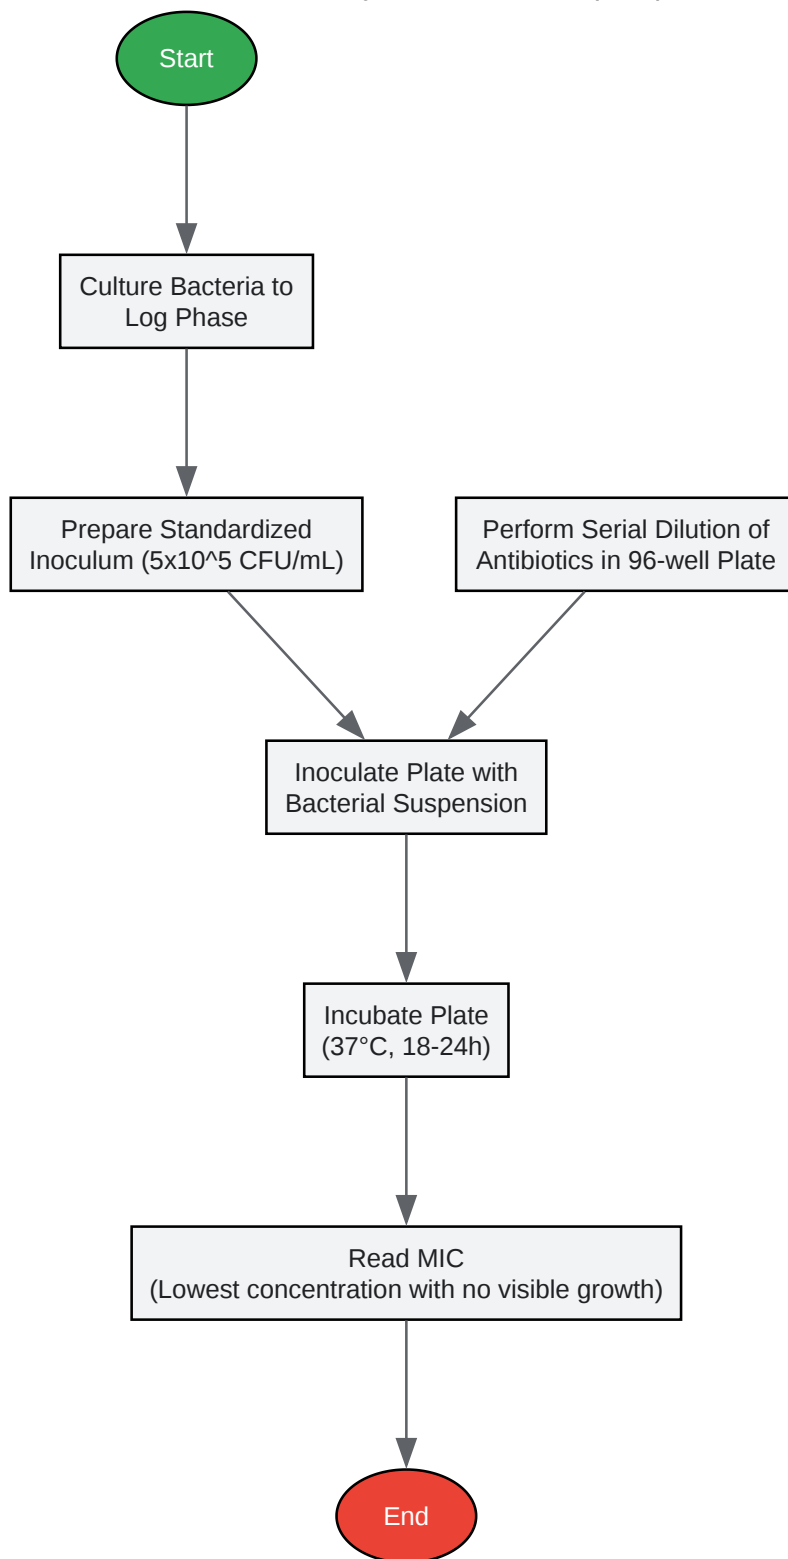 Start
Culture Bacteria to
Log Phase
Prepare Standardized
Inoculum (5x10^5 CFU/mL)
Perform Serial Dilution of
Antibiotics in 96-well Plate
Inoculate Plate with
Bacterial Suspension
Incubate Plate
(37°C, 18-24h)
Read MIC
(Lowest concentration with no visible growth)
End